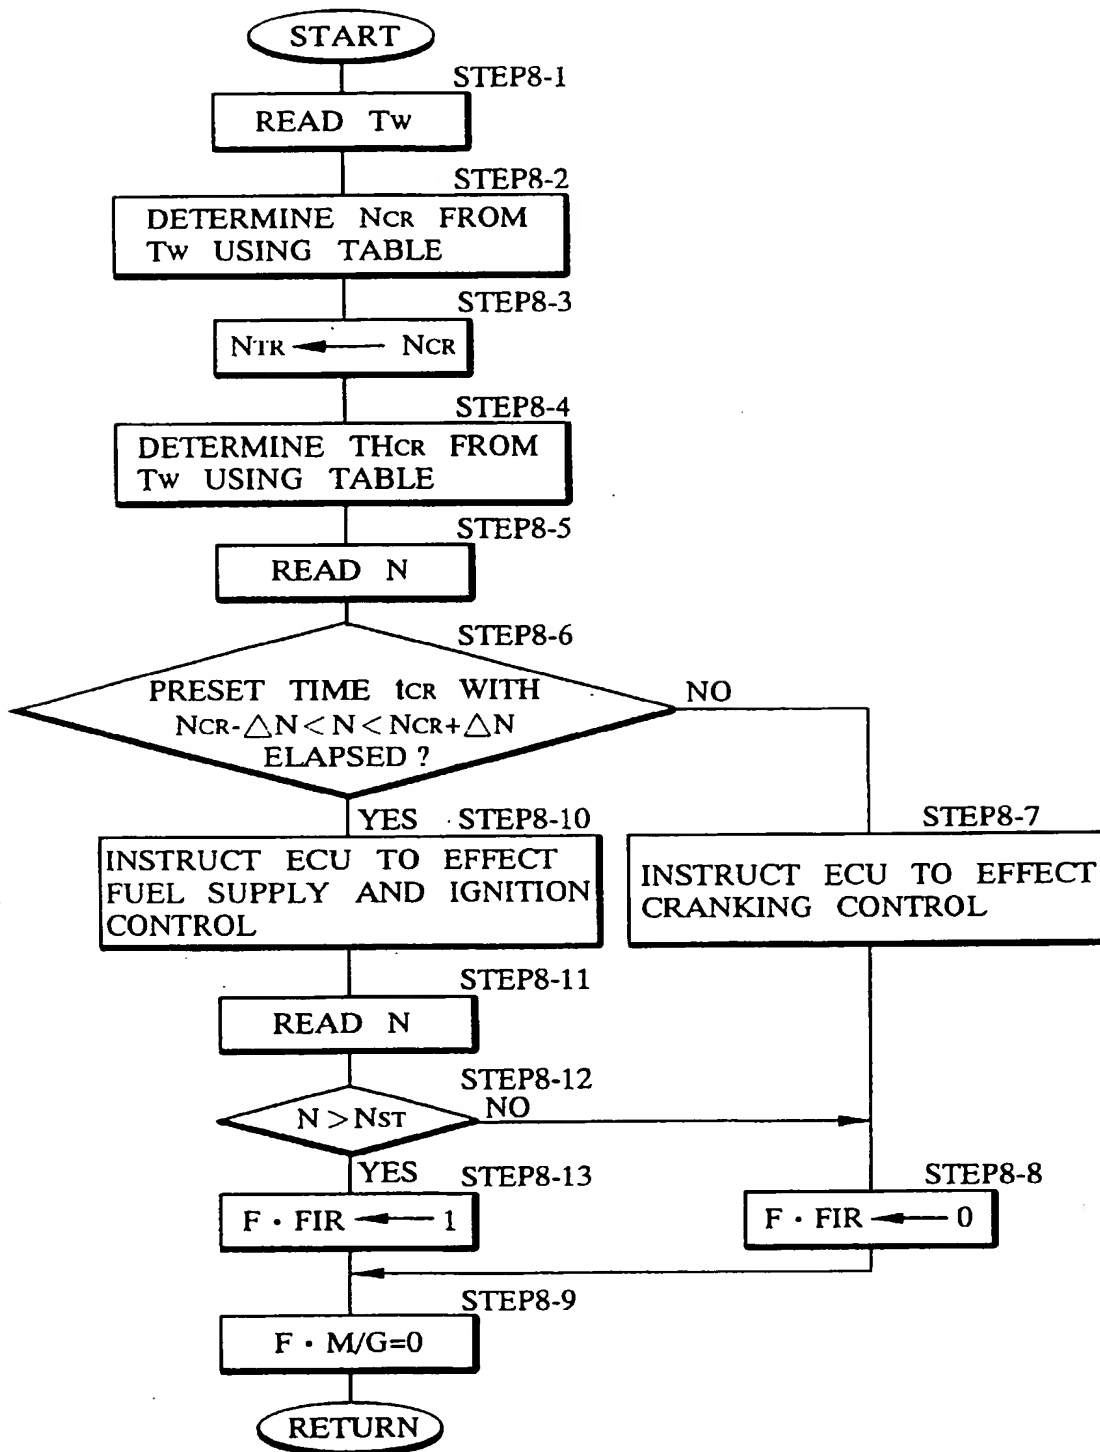 START
STEP8-1
READ TW
STEP8-2
DETERMINE NCR FROM
TW USING TABLE
STEP8-3
NTR ← NCR
STEP8-4
DETERMINE THCR FROM
TW USING TABLE
STEP8-5
READ N
STEP8-6
PRESET TIME tCR WITH
NCR-△N<N<NCR+△N
ELAPSED?
NO
YES
STEP8-10
INSTRUCT ECU TO EFFECT
FUEL SUPPLY AND IGNITION
CONTROL
STEP8-7
INSTRUCT ECU TO EFFECT
CRANKING CONTROL
STEP8-11
READ N
STEP8-12
N>NST
NO
YES
STEP8-13
F·FIR ← 1
STEP8-8
F·FIR ← 0
STEP8-9
F·M/G=0
RETURN